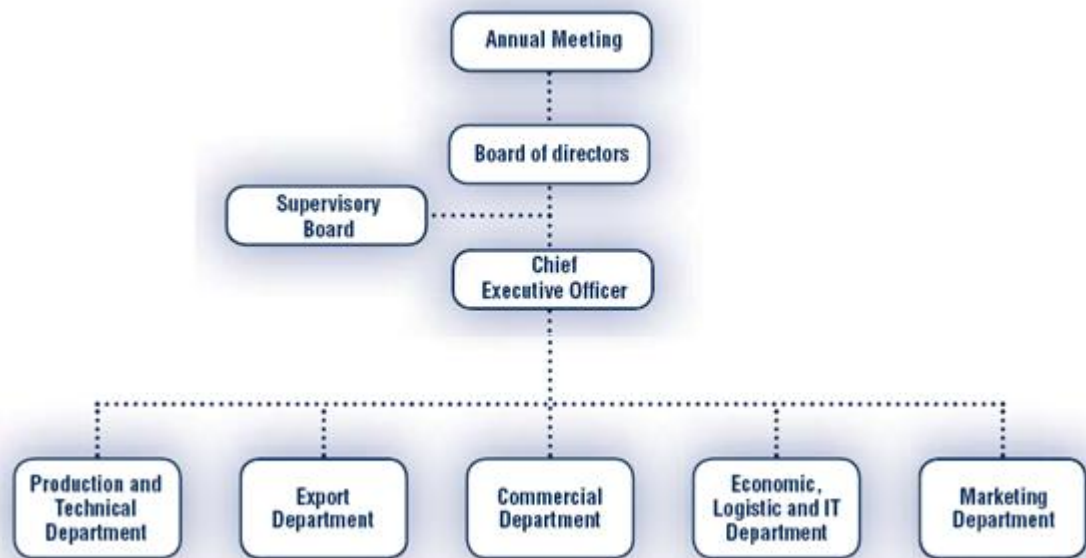 Annual Meeting
Board of directors
Supervisory
Board
Chief
Executive Officer
Production and
Technical
Department
Export
Department
Commercial
Department
Economic,
Logistic and IT
Department
Marketing
Department